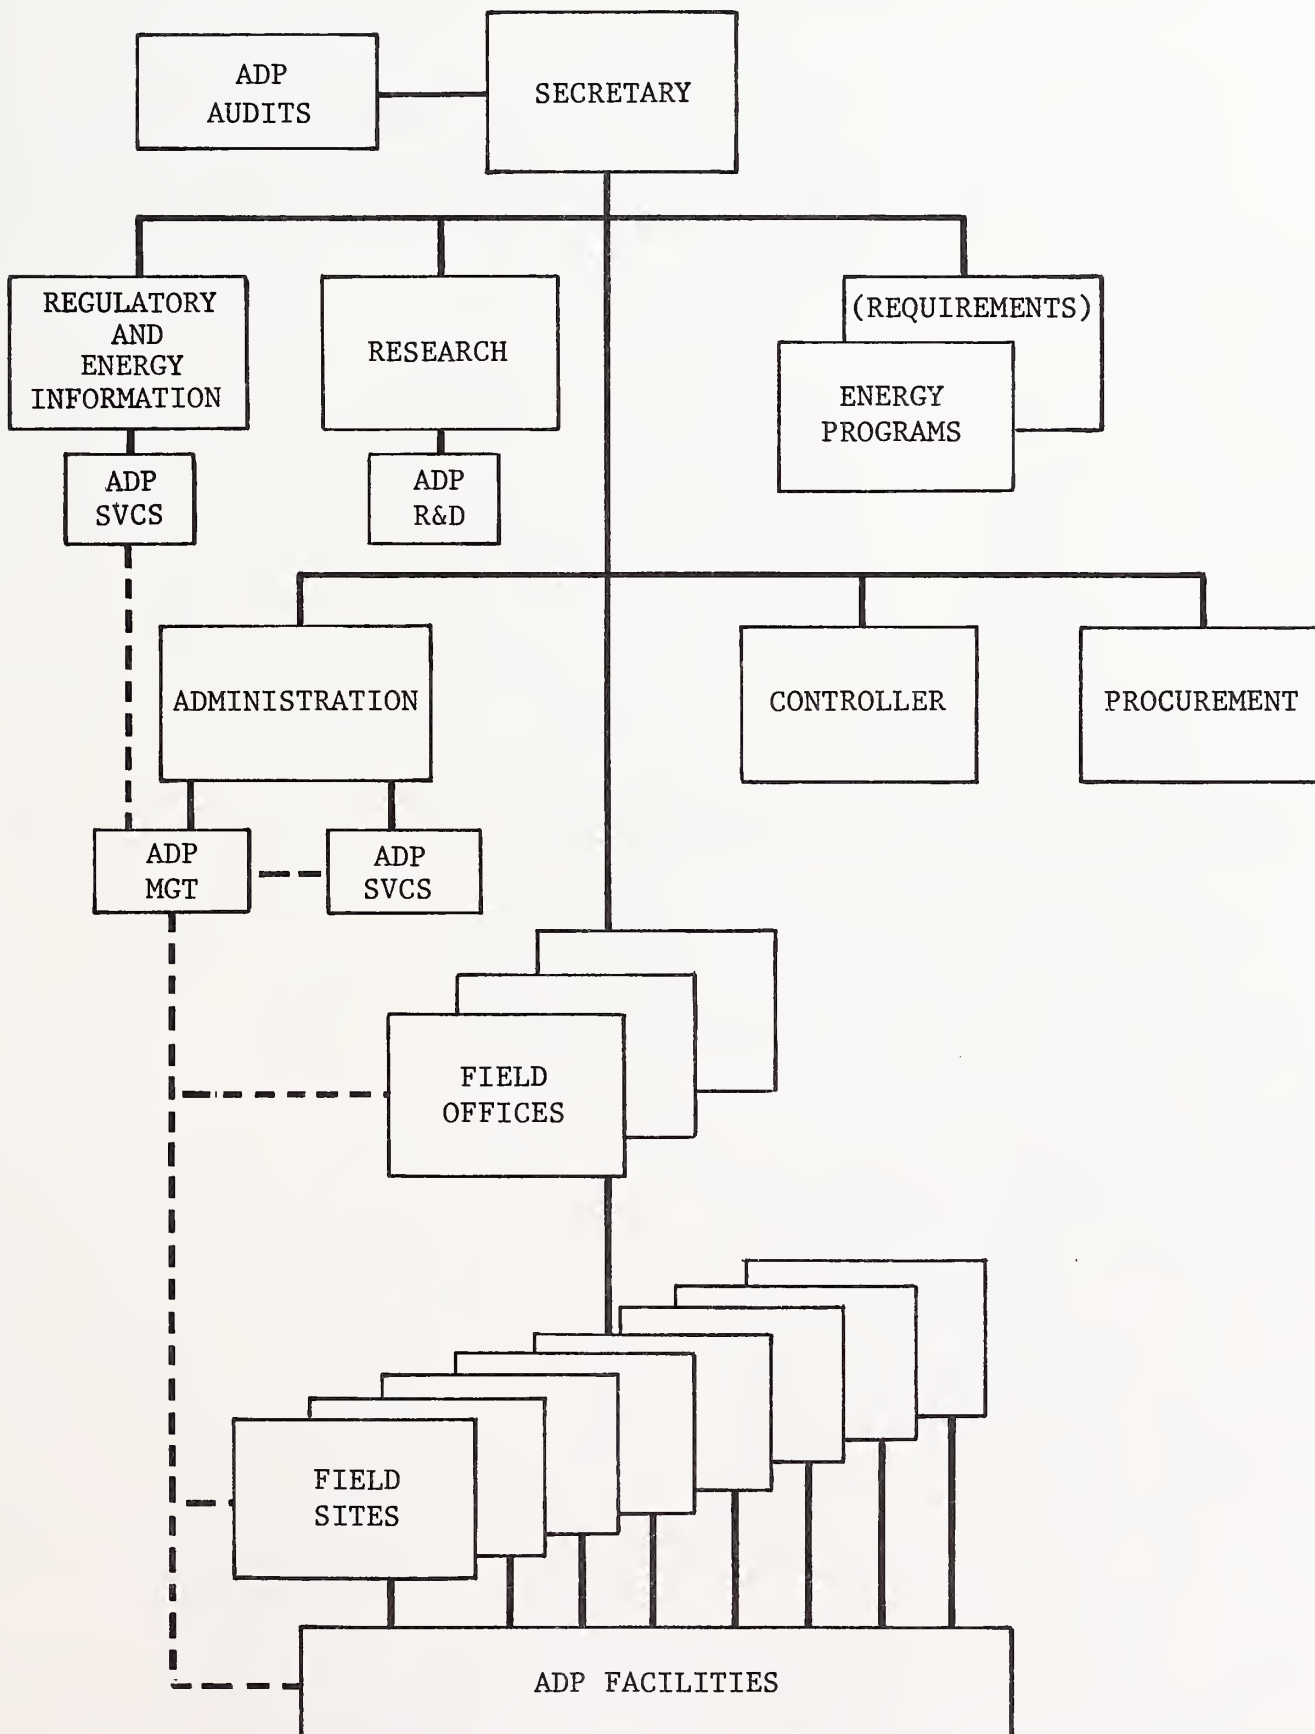 ADP
AUDITS
SECRETARY
REGULATORY
AND
ENERGY
INFORMATION
RESEARCH
(REQUIREMENTS)
ENERGY
PROGRAMS
ADP
SVCS
ADP
R&D
ADMINISTRATION
CONTROLLER
PROCUREMENT
ADP
MGT
ADP
SVCS
FIELD
OFFICES
FIELD
SITES
ADP FACILITIES